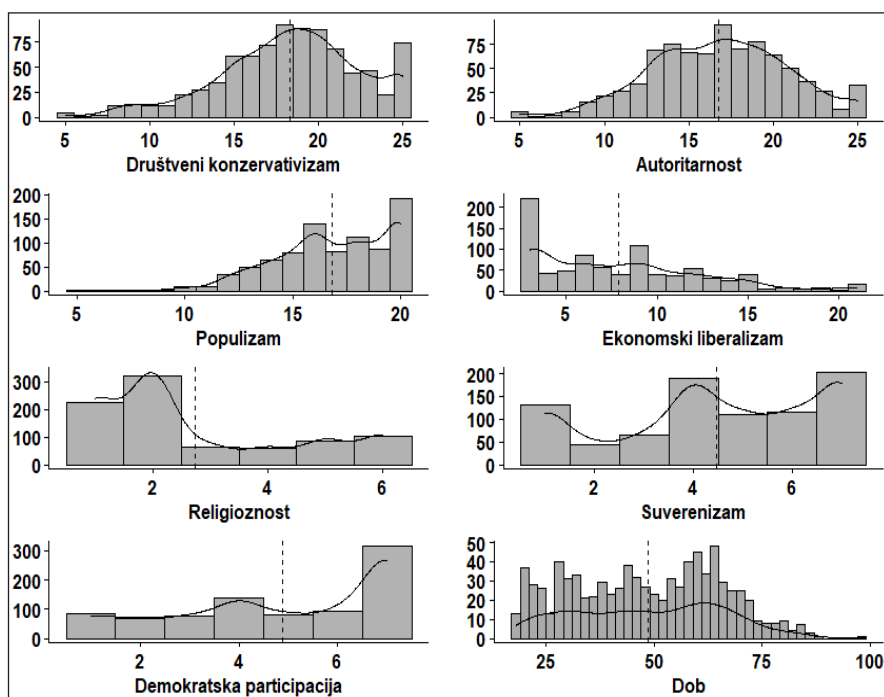 75
50
25
0
5 10 15 20 25
Društveni konzervativizam
75
50
25
0
5 10 15 20 25
Autoritarnost
200
150
100
50
0
5 10 15 20
Populizam
200
150
100
50
0
5 10 15 20
Ekonomski liberalizam
300
200
100
0
2 4 6
Religioznost
200
150
100
50
0
2 4 6
Suverenizam
300
200
100
0
2 4 6
Demokratska participacija
50
40
30
20
10
0
25 50 75 100
Dob